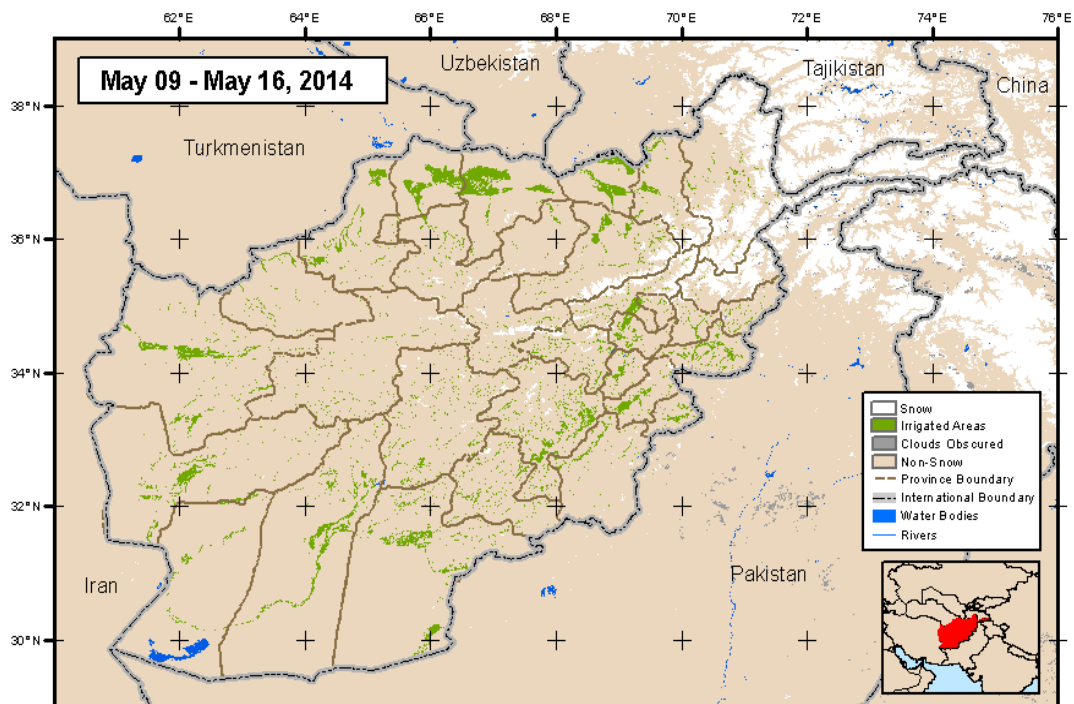 62°E 64°E 66°E 68°E 70°E 72°E 74°E 76°E
May 09 - May 16, 2014
Uzbekistan
Tajikistan
China
38°N
Turkmenistan
36°N
34°N
32°N
30°N
Snow
Irrigated Areas
Clouds Obscured
Non-Snow
Province Boundary
International Boundary
Water Bodies
Rivers
Iran
Pakistan